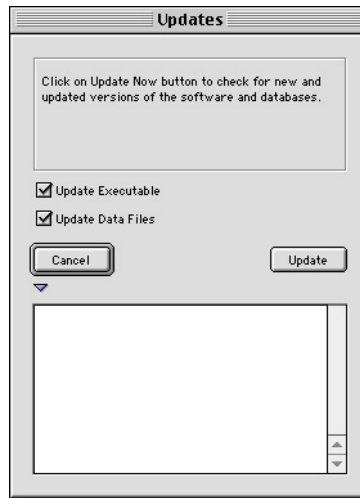 Updates
Click on Update Now button to check for new and
updated versions of the software and databases.
Update Executable
Update Data Files
Cancel
Update